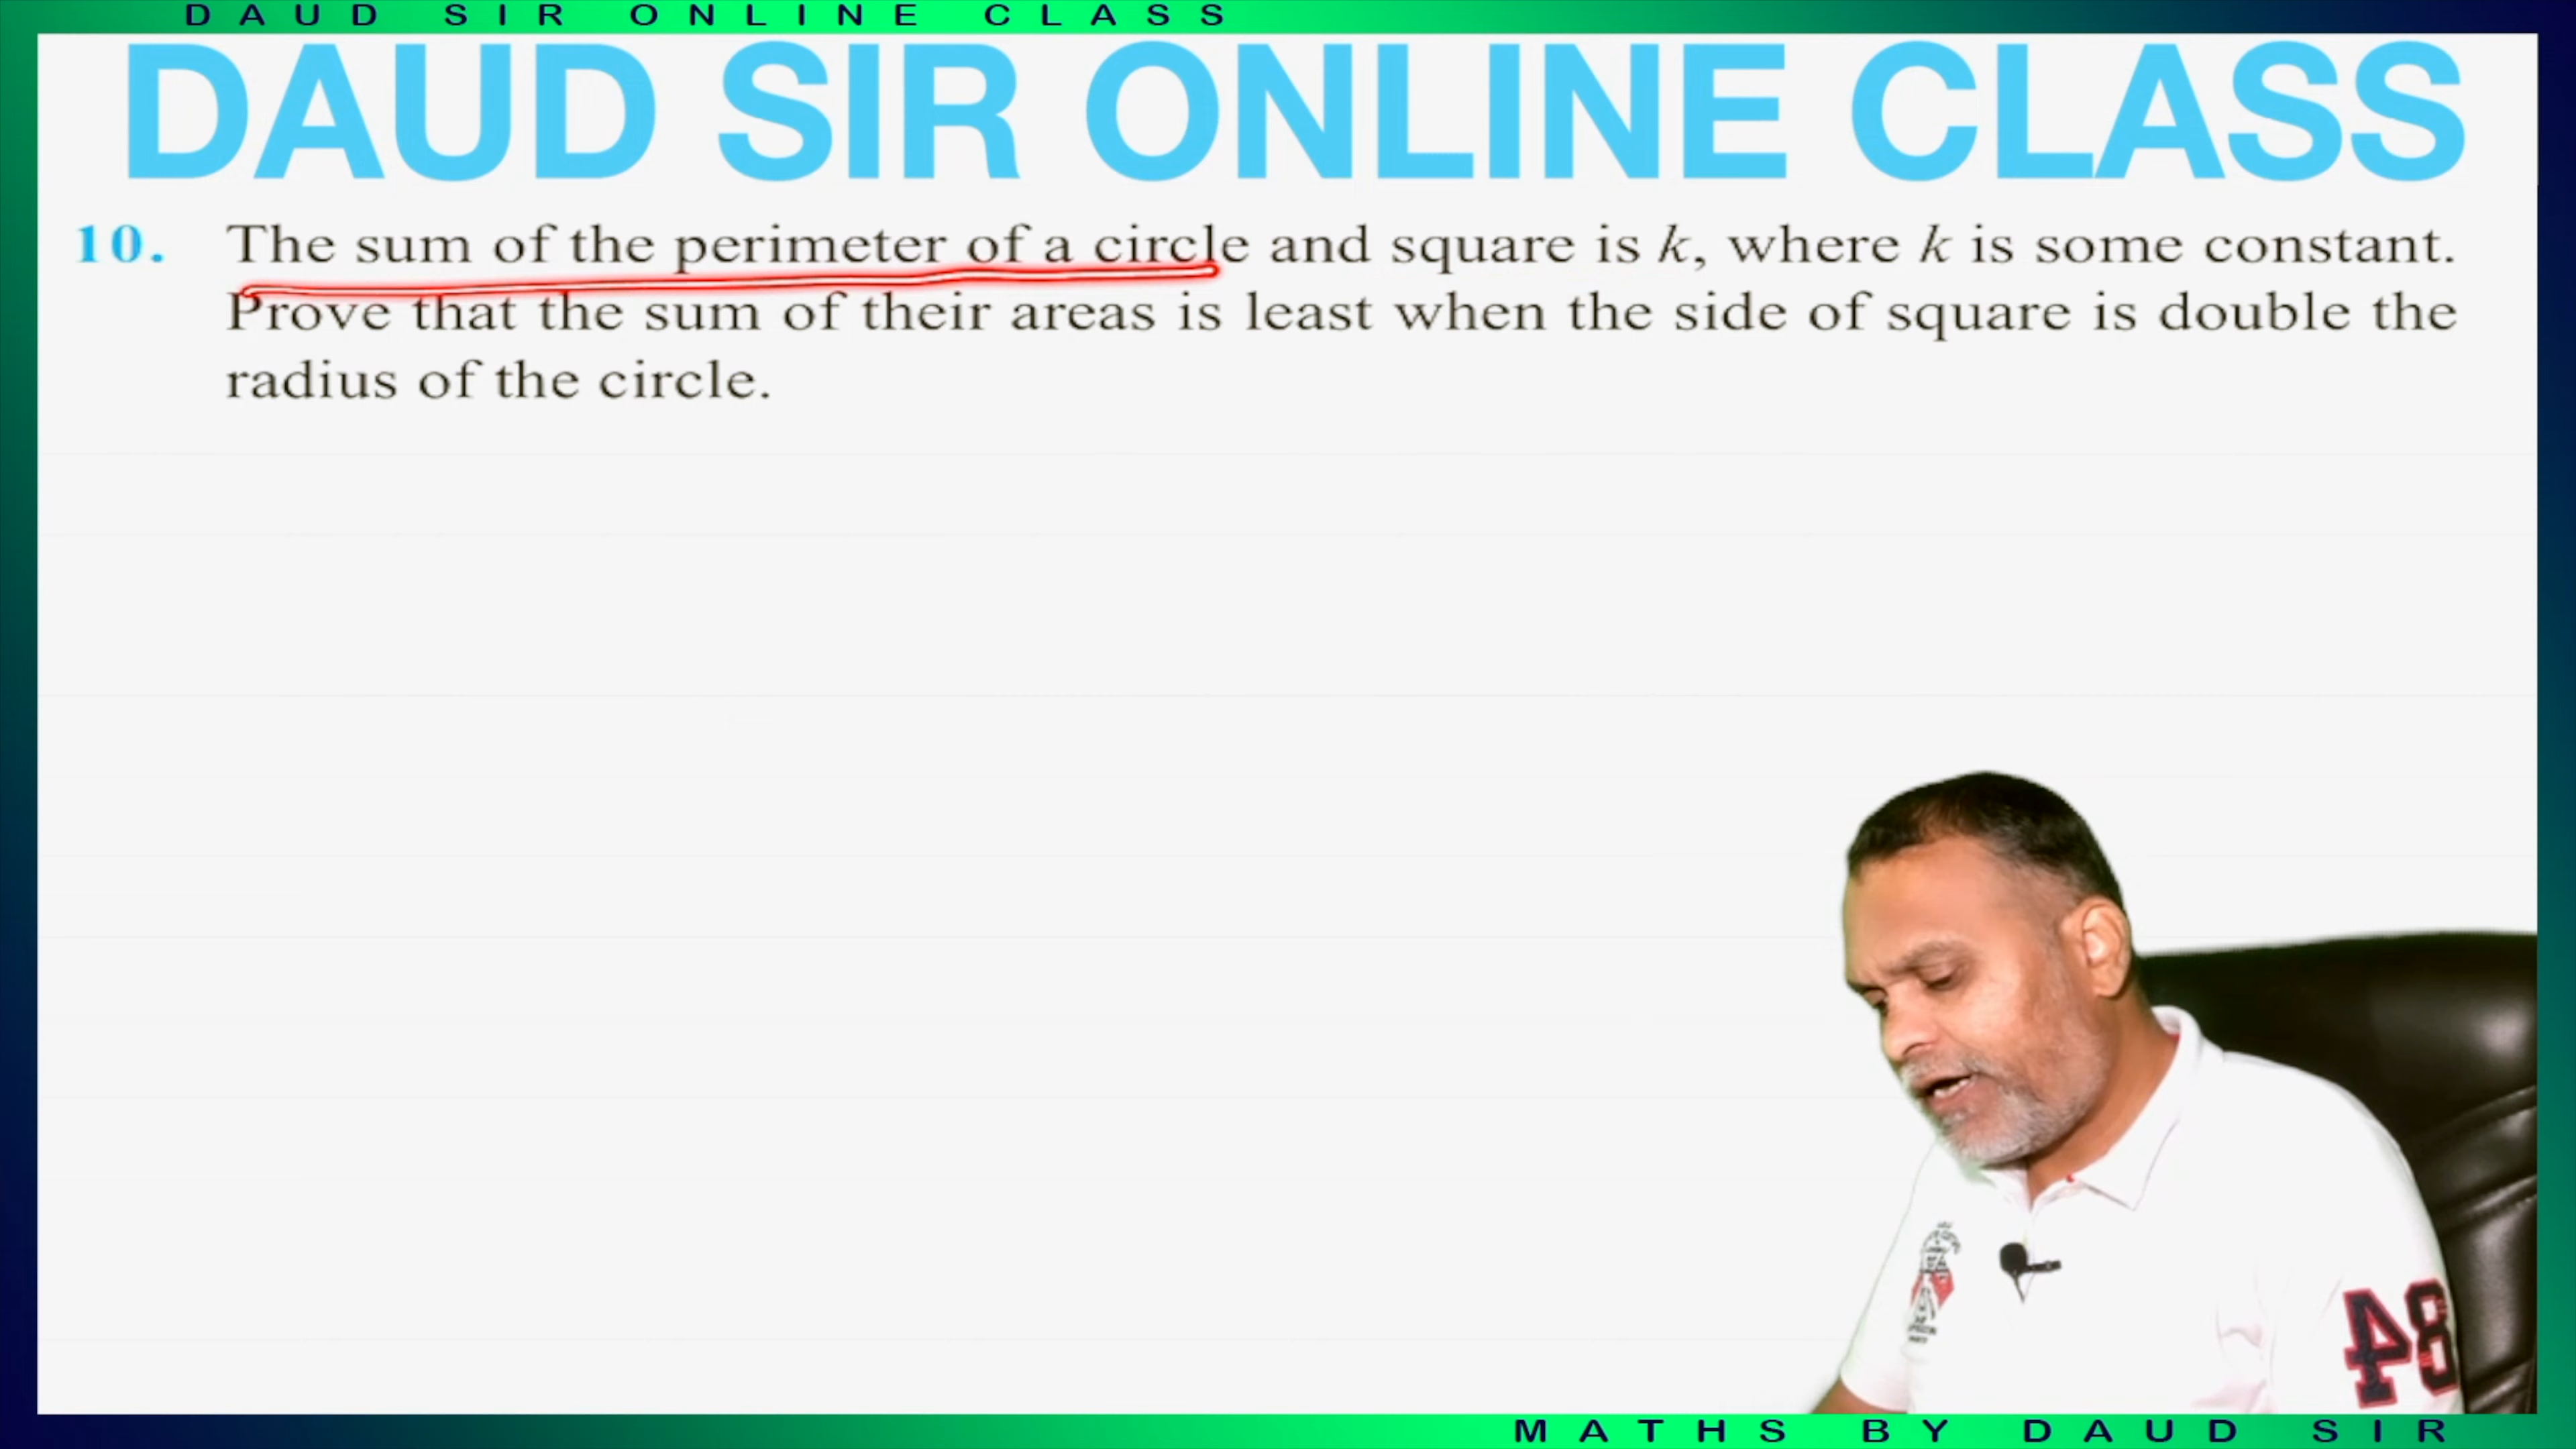 DAUD SIR ONLINE CLASS
DAUD SIR ONLINE CLASS
10. The sum of the perimeter of a circle and square is k, where k is some constant.
Prove that the sum of their areas is least when the side of square is double the
radius of the circle.
48
MATHS BY DAUD SIR